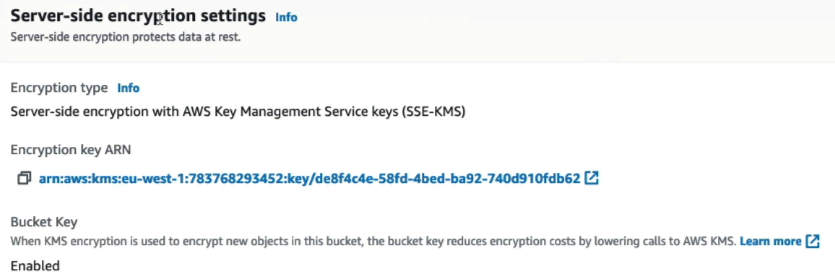 Server-side encryption settings Info
Server-side encryption protects data at rest.
Encryption type Info
Server-side encryption with AWS Key Management Service keys (SSE-KMS)
Encryption key ARN
arn:aws:kms:eu-west-1:783768293452:key/de8f4c4e-58fd-4bed-ba92-740d910fdb62
Bucket Key
When KMS encryption is used to encrypt new objects in this bucket, the bucket key reduces encryption costs by lowering calls to AWS KMS. Learn more
Enabled